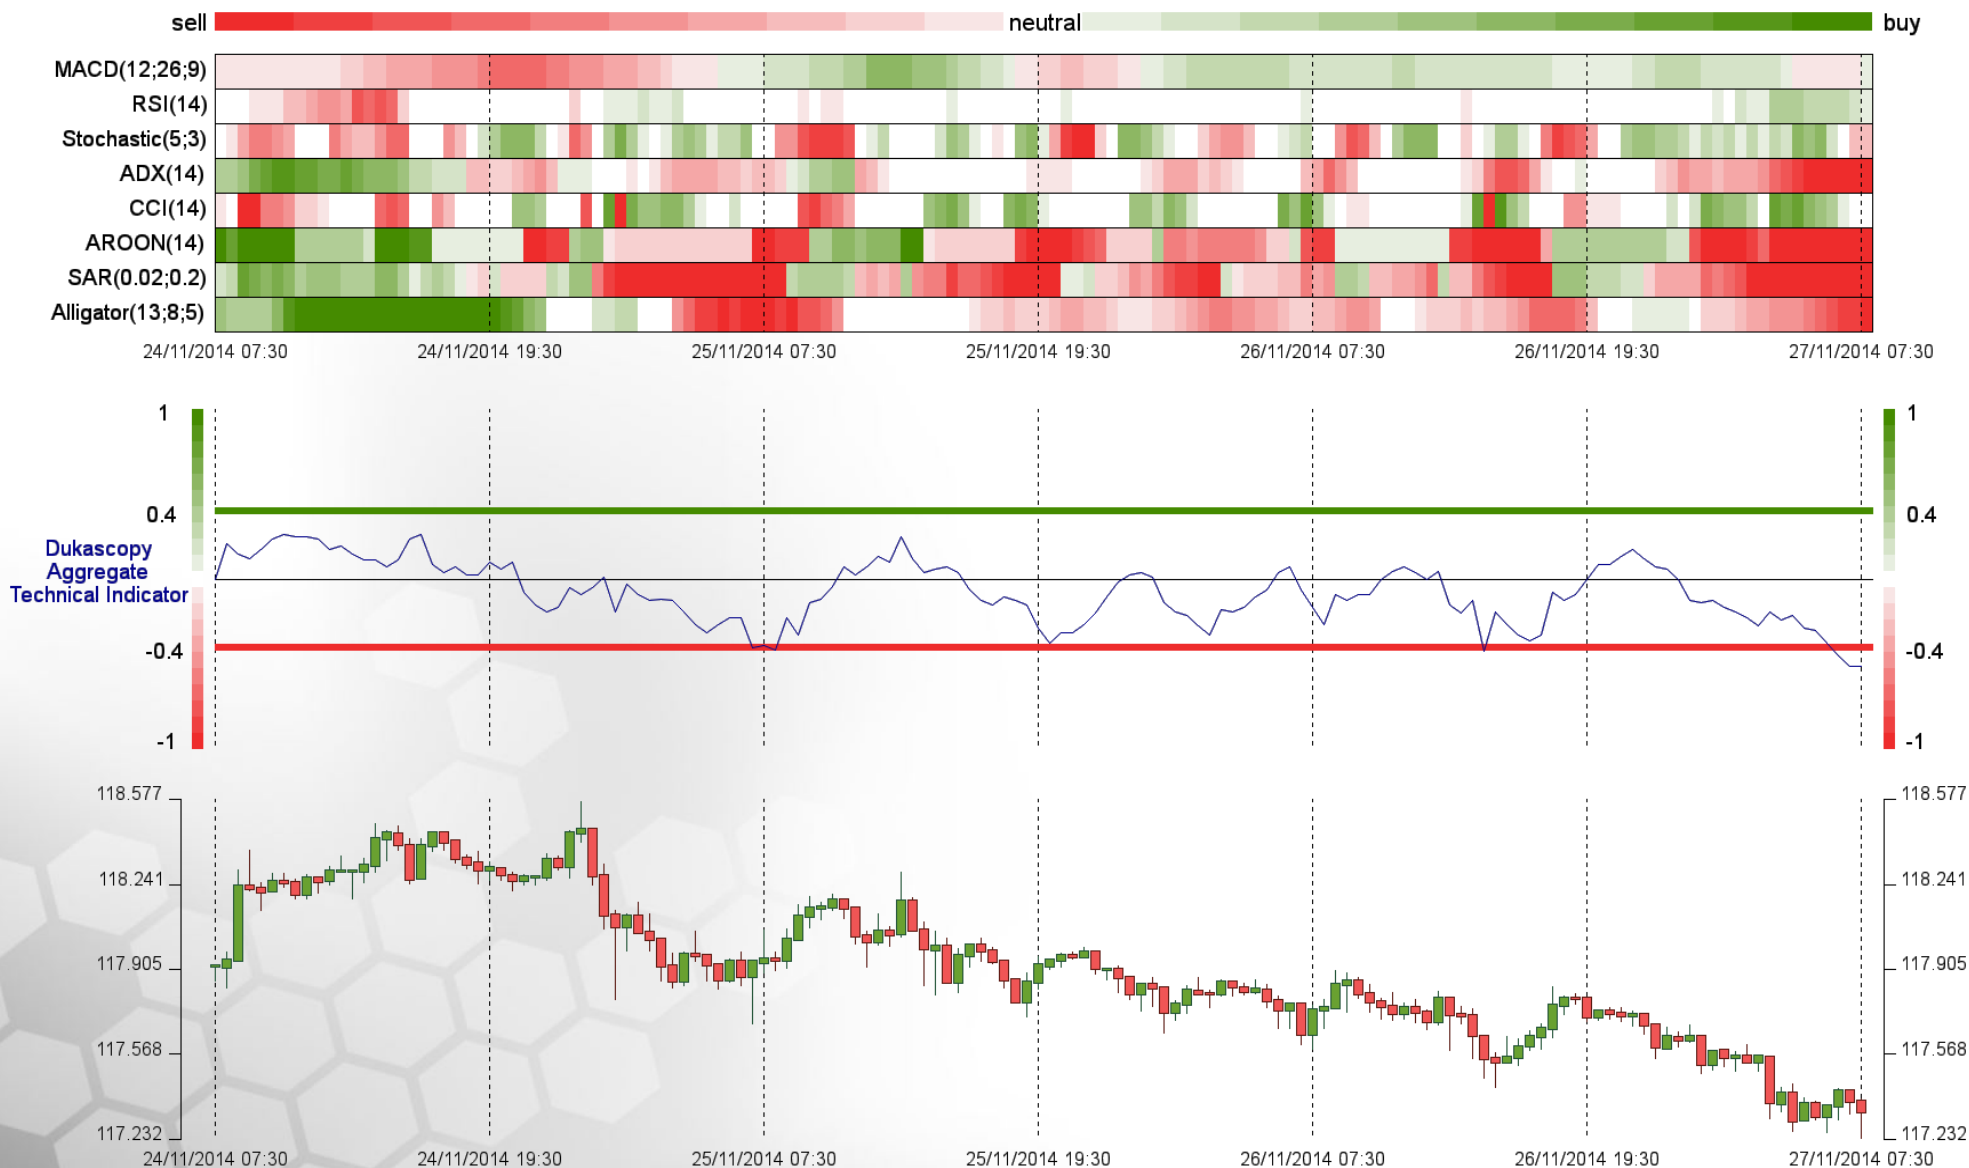 sell neutral buy
MACD(12;26;9)
RSI(14)
Stochastic(5;3)
ADX(14)
CCI(14)
AROON(14)
SAR(0.02;0.2)
Alligator(13;8;5)
24/11/2014 07:30 24/11/2014 19:30 25/11/2014 07:30 25/11/2014 19:30 26/11/2014 07:30 26/11/2014 19:30 27/11/2014 07:30
1 1
0.4 0.4
Dukascopy
Aggregate
Technical Indicator
-0.4 -0.4
-1 -1
118.577 118.577
118.241 118.241
117.905 117.905
117.568 117.568
117.232 117.232
24/11/2014 07:30 24/11/2014 19:30 25/11/2014 07:30 25/11/2014 19:30 26/11/2014 07:30 26/11/2014 19:30 27/11/2014 07:30